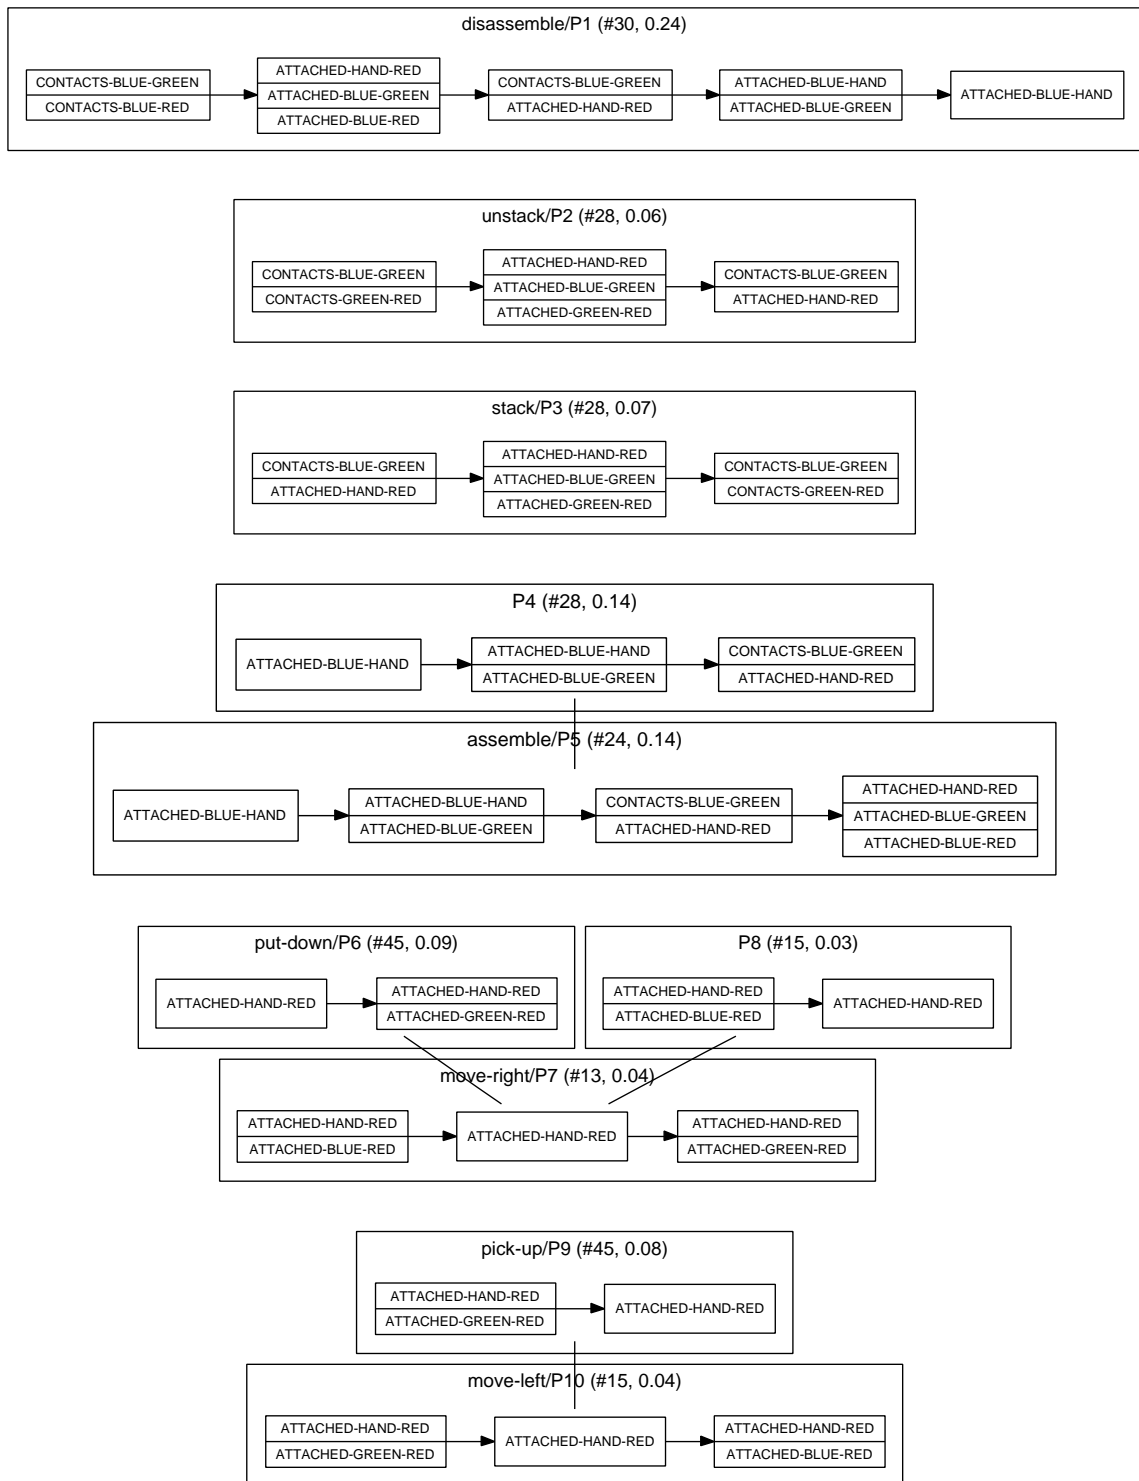 disassemble/P1 (#30, 0.24)
CONTACTS-BLUE-GREEN
CONTACTS-BLUE-RED
ATTACHED-HAND-RED
ATTACHED-BLUE-GREEN
ATTACHED-BLUE-RED
CONTACTS-BLUE-GREEN
ATTACHED-HAND-RED
ATTACHED-BLUE-HAND
ATTACHED-BLUE-GREEN
ATTACHED-BLUE-HAND
unstack/P2 (#28, 0.06)
CONTACTS-BLUE-GREEN
CONTACTS-GREEN-RED
ATTACHED-HAND-RED
ATTACHED-BLUE-GREEN
ATTACHED-GREEN-RED
CONTACTS-BLUE-GREEN
ATTACHED-HAND-RED
stack/P3 (#28, 0.07)
CONTACTS-BLUE-GREEN
ATTACHED-HAND-RED
ATTACHED-HAND-RED
ATTACHED-BLUE-GREEN
ATTACHED-GREEN-RED
CONTACTS-BLUE-GREEN
CONTACTS-GREEN-RED
P4 (#28, 0.14)
ATTACHED-BLUE-HAND
ATTACHED-BLUE-HAND
ATTACHED-BLUE-GREEN
CONTACTS-BLUE-GREEN
ATTACHED-HAND-RED
assemble/P5 (#24, 0.14)
ATTACHED-BLUE-HAND
ATTACHED-BLUE-HAND
ATTACHED-BLUE-GREEN
CONTACTS-BLUE-GREEN
ATTACHED-HAND-RED
ATTACHED-HAND-RED
ATTACHED-BLUE-GREEN
ATTACHED-BLUE-RED
put-down/P6 (#45, 0.09)
ATTACHED-HAND-RED
ATTACHED-HAND-RED
ATTACHED-GREEN-RED
P8 (#15, 0.03)
ATTACHED-HAND-RED
ATTACHED-BLUE-RED
ATTACHED-HAND-RED
move-right/P7 (#13, 0.04)
ATTACHED-HAND-RED
ATTACHED-BLUE-RED
ATTACHED-HAND-RED
ATTACHED-HAND-RED
ATTACHED-GREEN-RED
pick-up/P9 (#45, 0.08)
ATTACHED-HAND-RED
ATTACHED-GREEN-RED
ATTACHED-HAND-RED
move-left/P10 (#15, 0.04)
ATTACHED-HAND-RED
ATTACHED-GREEN-RED
ATTACHED-HAND-RED
ATTACHED-HAND-RED
ATTACHED-BLUE-RED